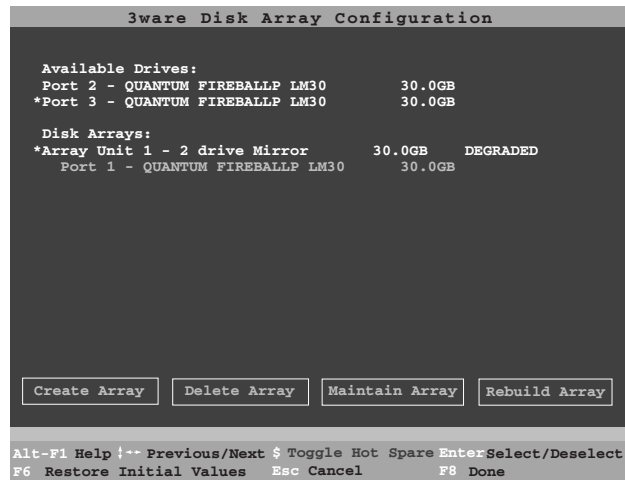 3ware Disk Array Configuration
Available Drives:
Port 2 - QUANTUM FIREBALLP LM30 30.0GB
*Port 3 - QUANTUM FIREBALLP LM30 30.0GB
Disk Arrays:
*Array Unit 1 - 2 drive Mirror 30.0GB DEGRADED
Port 1 - QUANTUM FIREBALLP LM30 30.0GB
Create Array Delete Array Maintain Array Rebuild Array
Alt-F1 Help ↕↔ Previous/Next $ Toggle Hot Spare Enter Select/Deselect
F6 Restore Initial Values Esc Cancel F8 Done